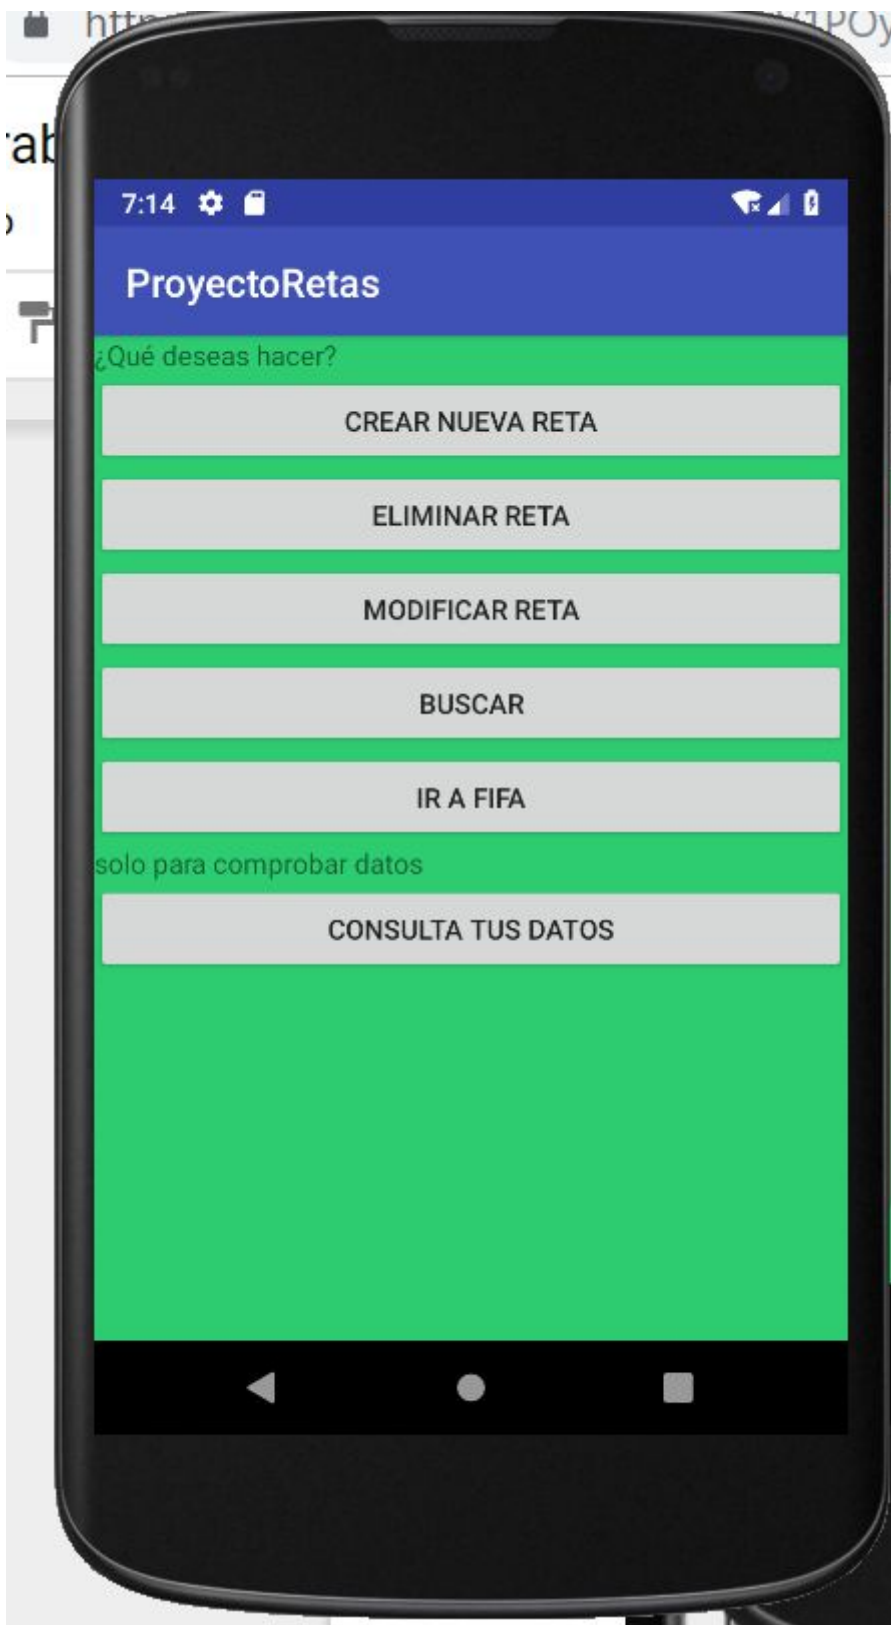 7:14
ProyectoRetas
¿Qué deseas hacer?
CREAR NUEVA RETA
ELIMINAR RETA
MODIFICAR RETA
BUSCAR
IR A FIFA
solo para comprobar datos
CONSULTA TUS DATOS